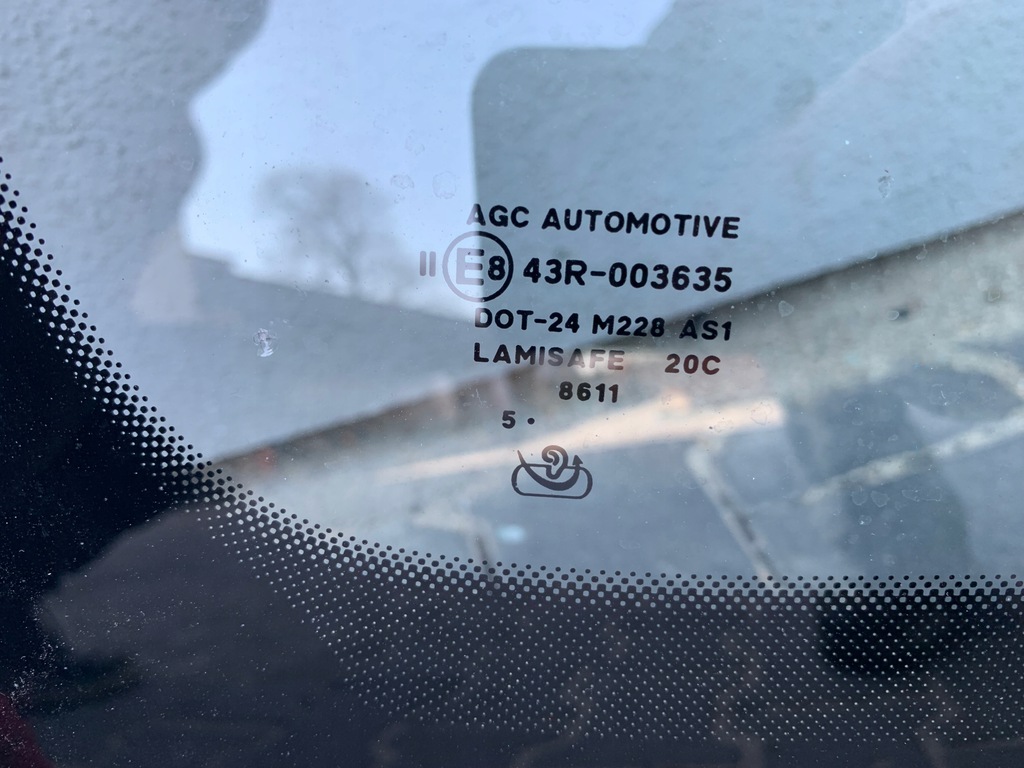 AGC AUTOMOTIVE
II E8 43R-003635
DOT-24 M228 AS1
LAMISAFE 20C
8611
5 •